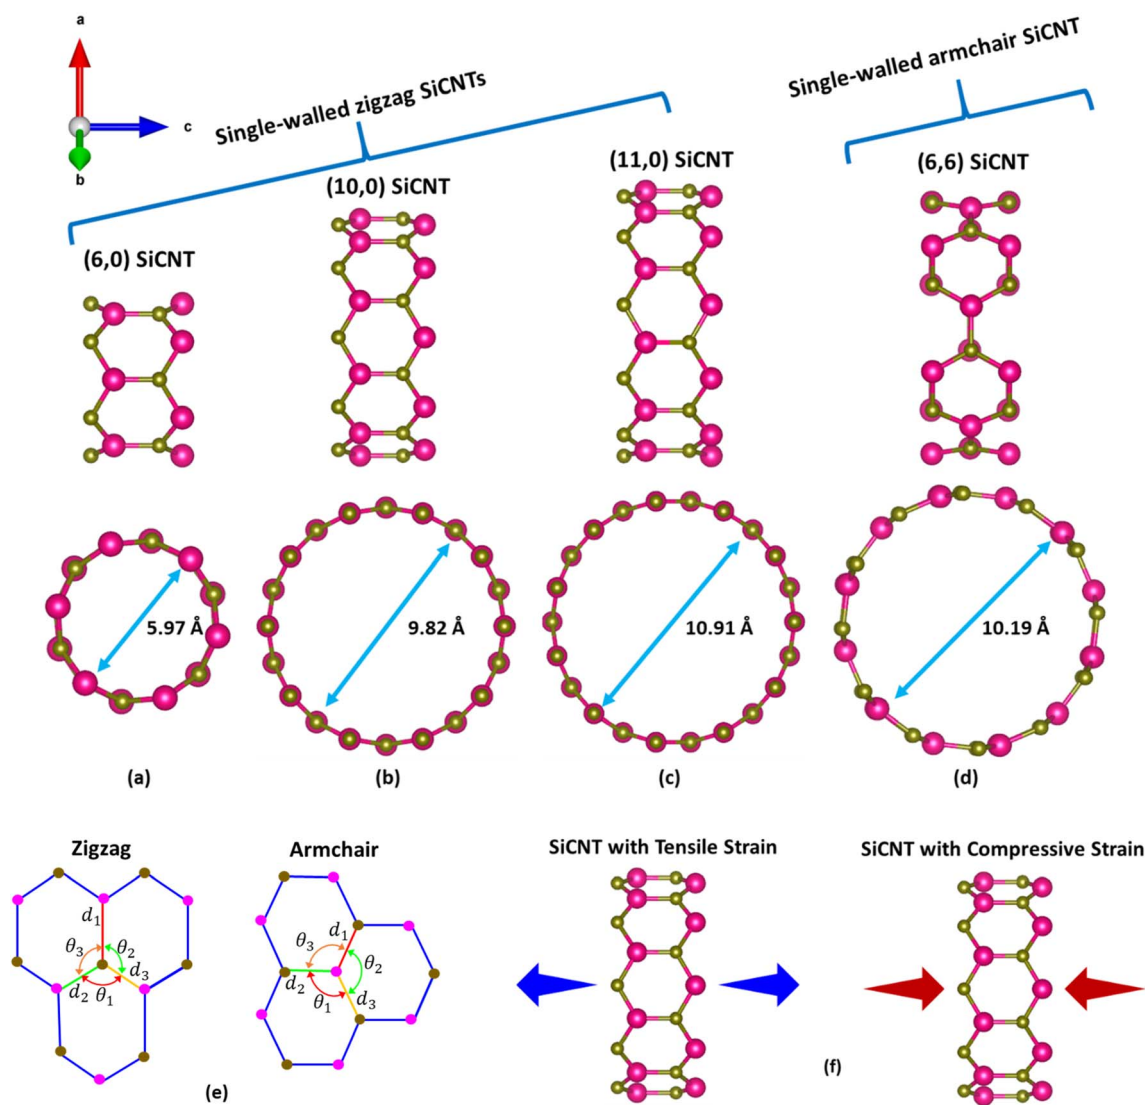 a
c
b
Single-walled zigzag SiCNTs
Single-walled armchair SiCNT
(6,0) SiCNT
(10,0) SiCNT
(11,0) SiCNT
(6,6) SiCNT
5.97 Å
9.82 Å
10.91 Å
10.19 Å
(a)
(b)
(c)
(d)
Zigzag
d₁
θ₃
θ₂
d₂
θ₁
d₃
Armchair
d₁
θ₃
θ₂
d₂
θ₁
d₃
(e)
SiCNT with Tensile Strain
SiCNT with Compressive Strain
(f)